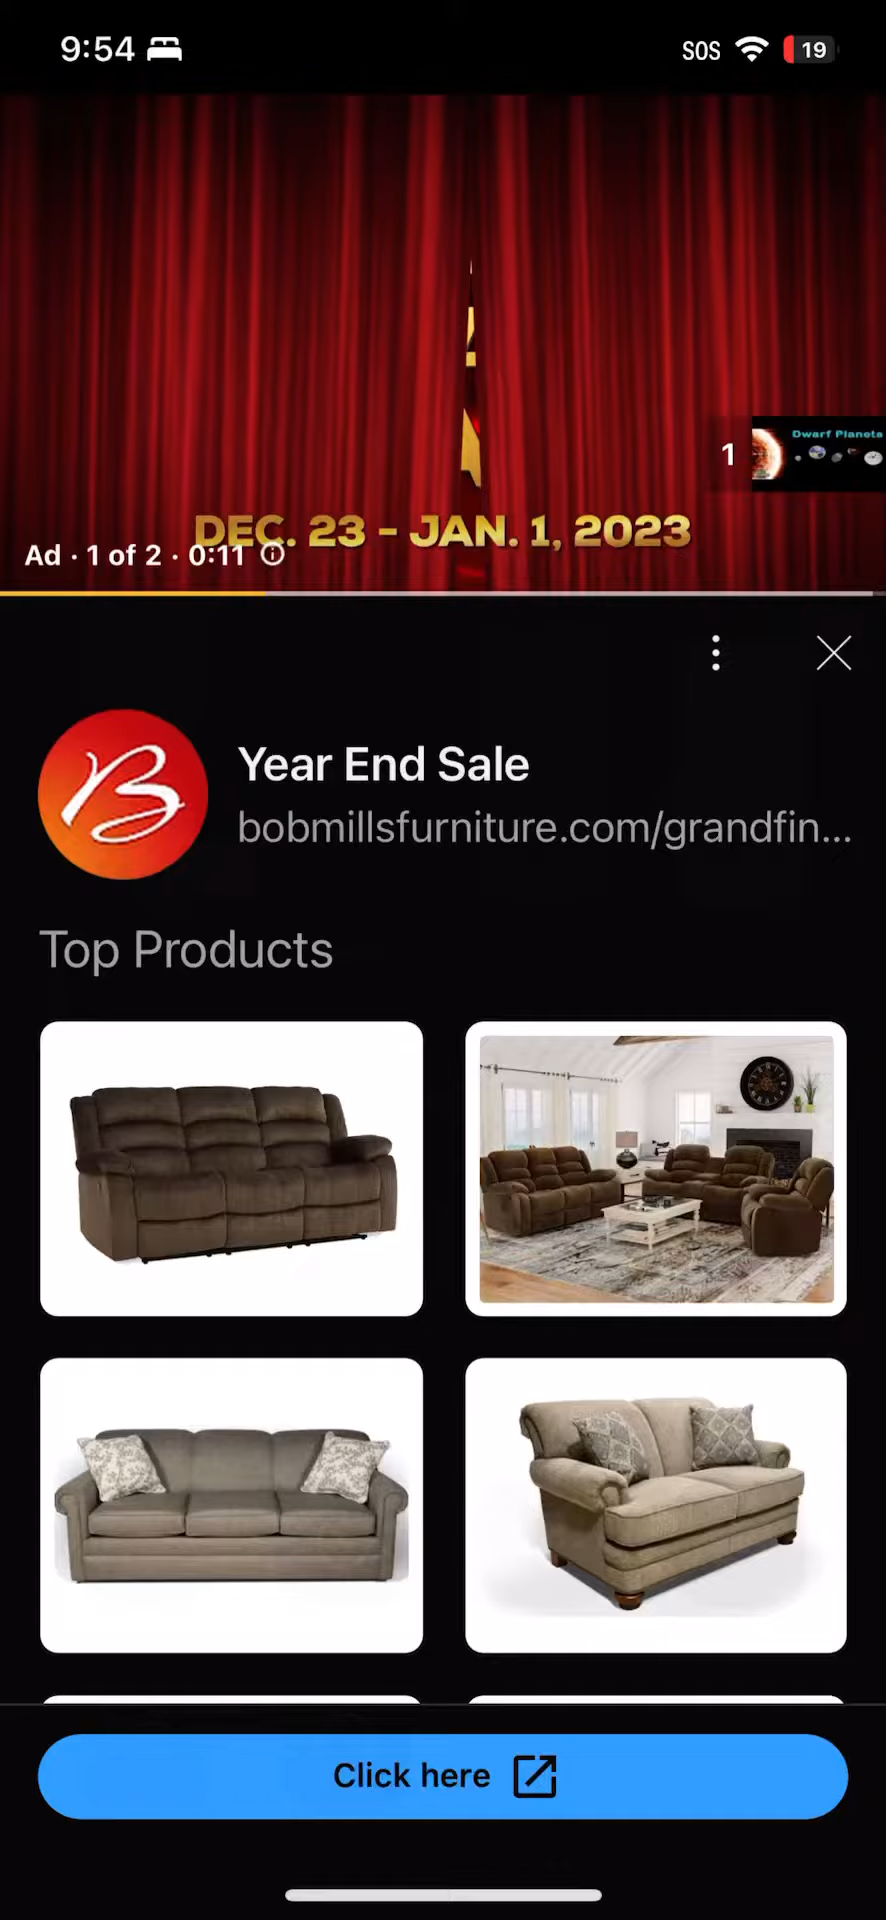 9:54
SOS
19
1
Dwarf Planets
DEC. 23 - JAN. 1, 2023
Ad · 1 of 2 · 0:11
B
Year End Sale
bobmillsfurniture.com/grandfin...
Top Products
Click here